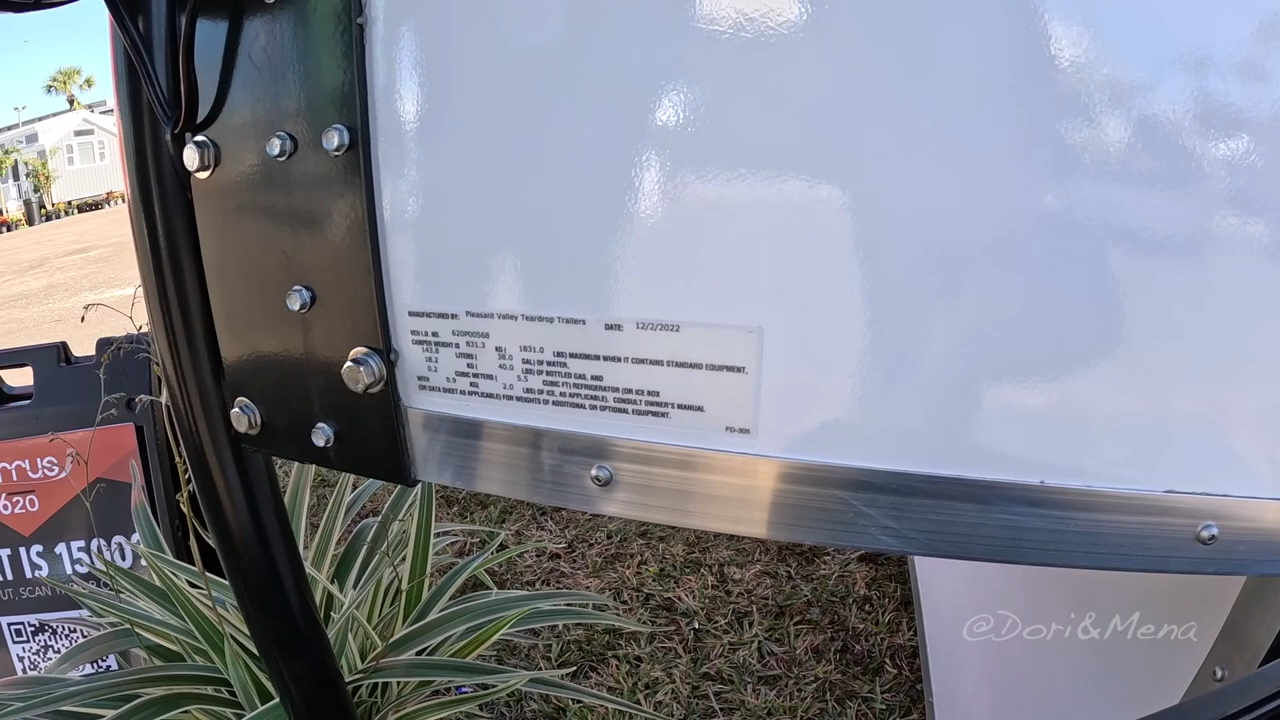 MANUFACTURED BY: Pleasant Valley Teardrop Trailers DATE: 12/2/2022
VEH I.D. NO. 620P00568
CAMPER WEIGHT IS 831.3 KG ( 1831.0 LBS) MAXIMUM WHEN IT CONTAINS STANDARD EQUIPMENT,
143.8 LITERS ( 38.0 GAL) OF WATER,
18.2 KG ( 40.0 LBS) OF BOTTLED GAS, AND
0.2 CUBIC METERS ( 5.5 CUBIC FT) REFRIGERATOR (OR ICE BOX
WITH 0.9 KG( 2.0 LBS) OF ICE, AS APPLICABLE). CONSULT OWNER'S MANUAL
(OR DATA SHEET AS APPLICABLE) FOR WEIGHTS OF ADDITIONAL OR OPTIONAL EQUIPMENT.
FD-305
rrus
620
T IS 1500?
UT, SCAN
@Dori&Mena